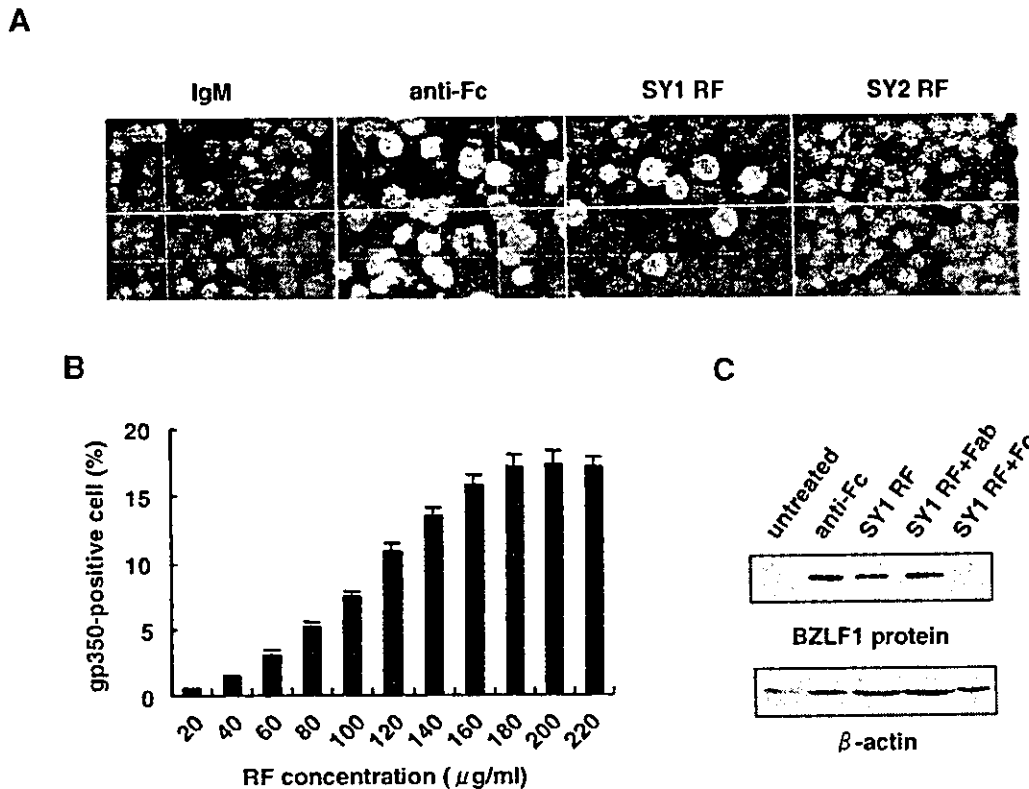 A
IgM anti-Fc SY1 RF SY2 RF
B
gp350-positive cell (%)
20
15
10
5
0
20 40 60 80 100 120 140 160 180 200 220
RF concentration ( μg/ml)
C
untreated anti-Fc SY1 RF SY1 RF+Fab SY1 RF+Fc
BZLF1 protein
β-actin